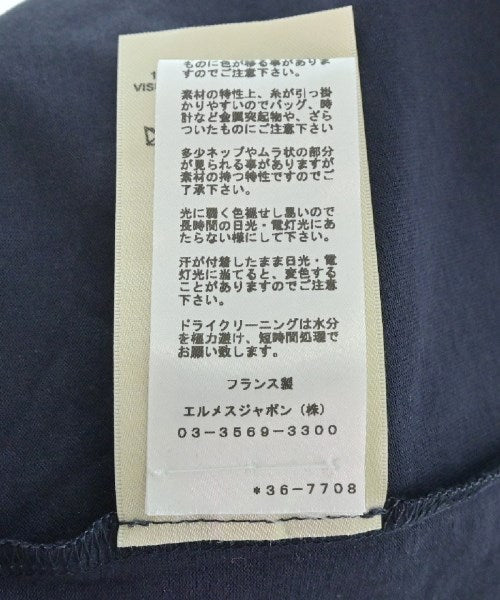 ものに色が移る事があります
すのでご注意下さい。
素材の特性上、糸が引っ掛
かりやすいのでバッグ、時
計など金属突起物や、ざら
ついたものにご注意下さい
多少ネップやムラ状の部分
が見られる事がありますが
素材の持つ特性ですのでご
了承下さい。
光に弱く色褪せし易いので
長時間の日光・電灯光にあ
たらない様にして下さい。
汗が付着したまま日光・電
灯光に当てると、変色する
ことがありますのでご注意
下さい。
ドライクリーニングは水分
を極力避け、短時間処理で
お願い致します。
フランス製
エルメスジャポン（株）
03-3569-3300
*36-7708